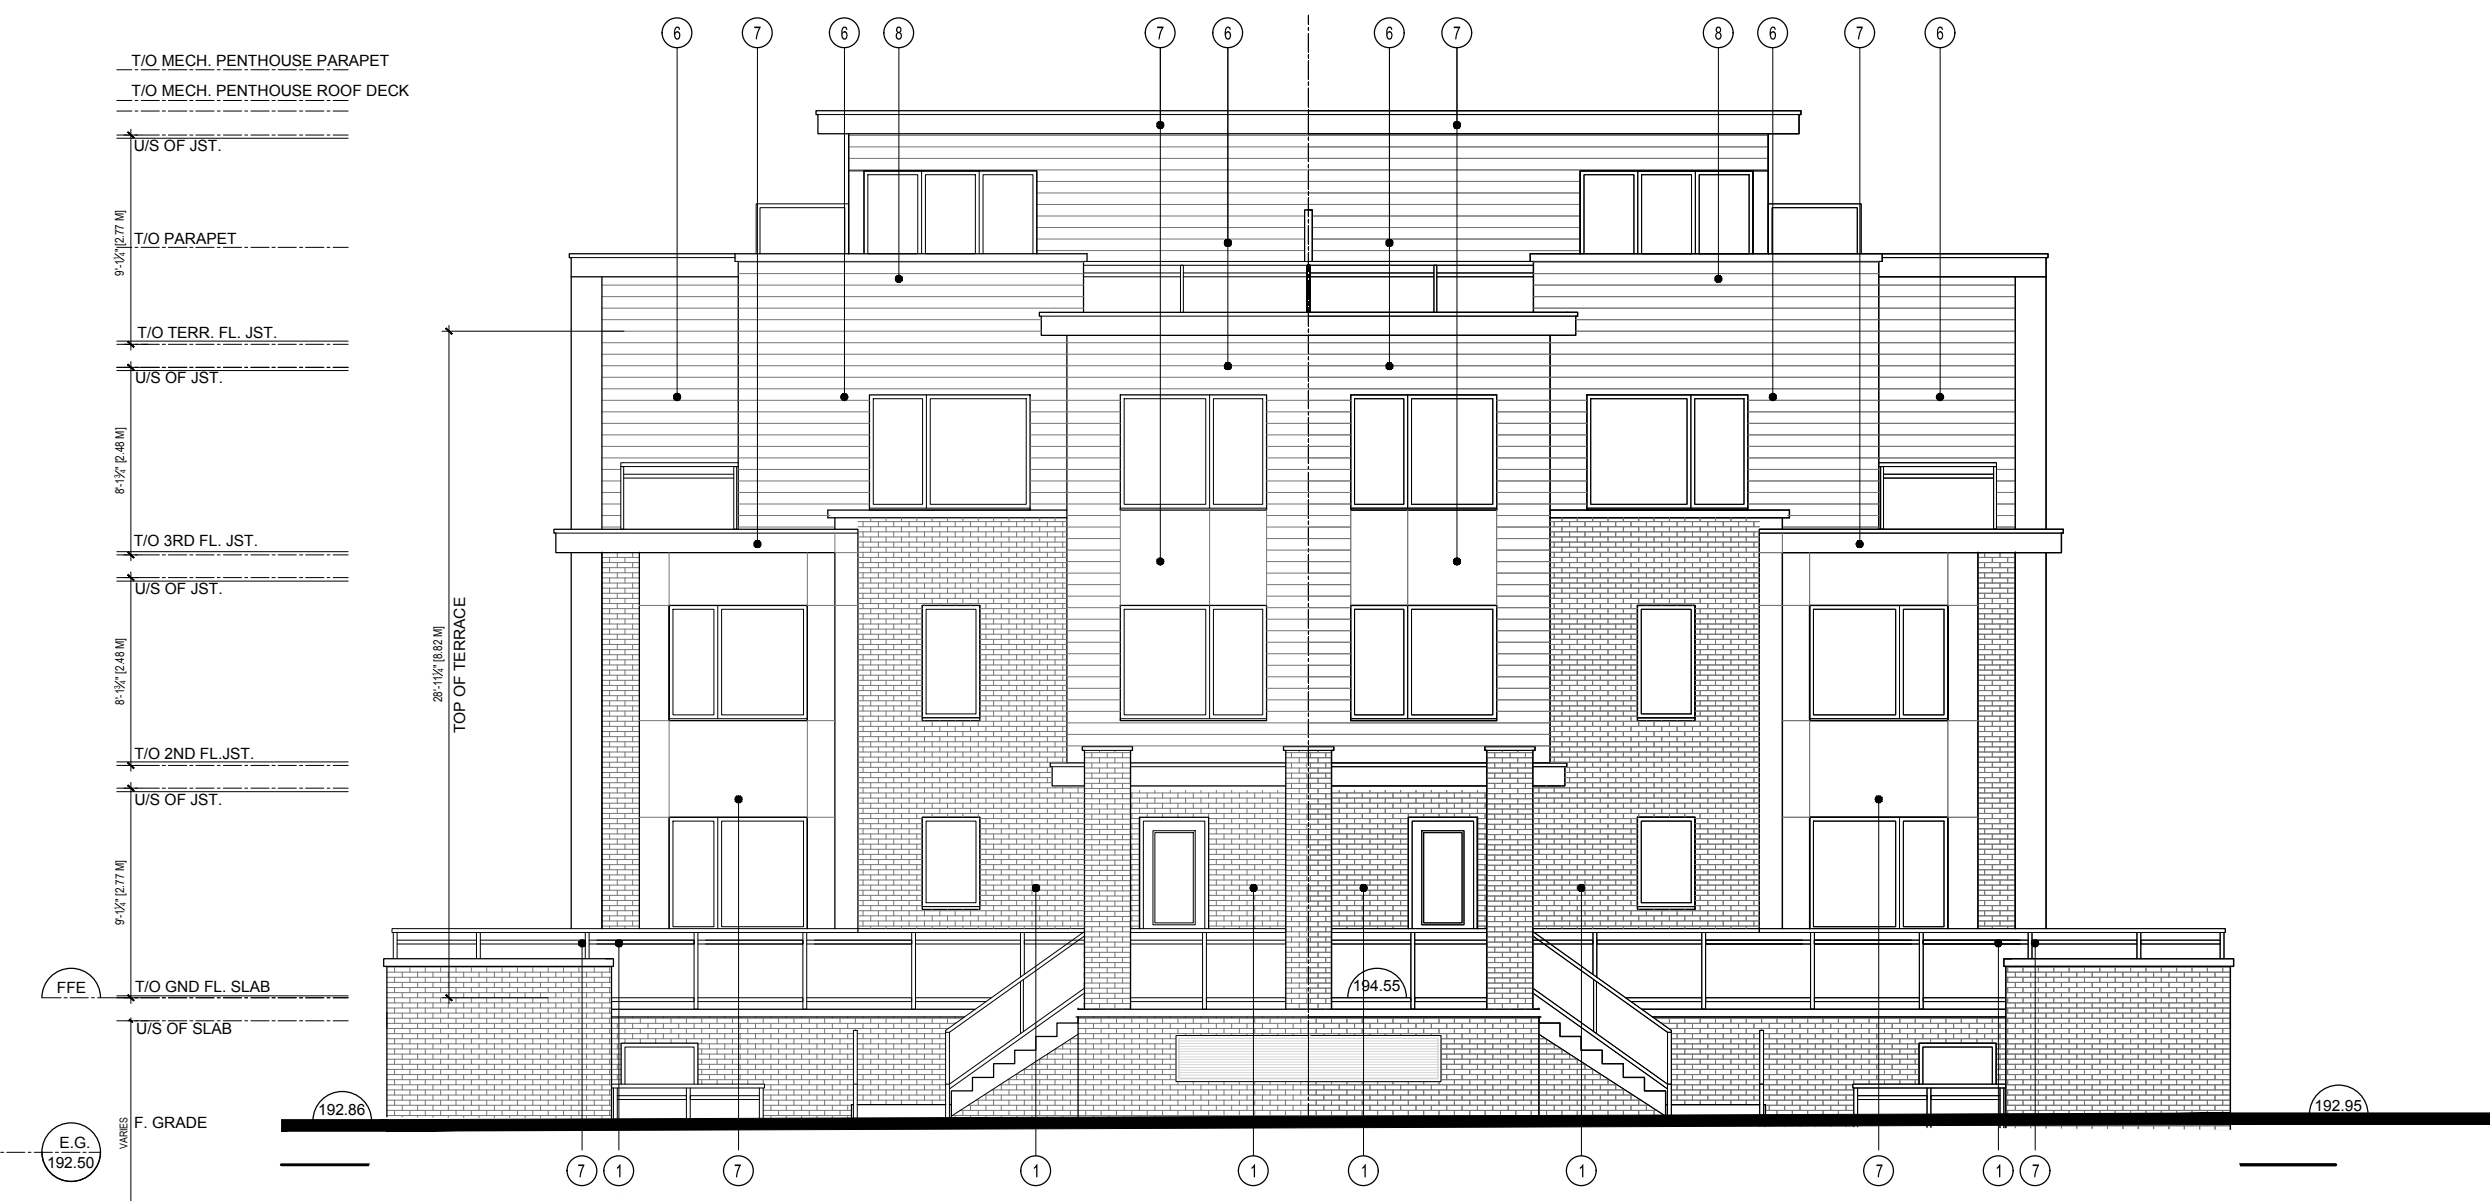 6 7 6 8 7 6 6 7 8 6 7 6
T/O MECH. PENTHOUSE PARAPET
T/O MECH. PENTHOUSE ROOF DECK
U/S OF JST.
9'-1¼" [2.77 M]
T/O PARAPET
T/O TERR. FL. JST.
U/S OF JST.
8'-1¾" [2.48 M]
T/O 3RD FL. JST.
U/S OF JST.
8'-1¾" [2.48 M]
28'-11¼" [8.82 M]
TOP OF TERRACE
T/O 2ND FL.JST.
U/S OF JST.
9'-1¼" [2.77 M]
FFE
T/O GND FL. SLAB
194.55
U/S OF SLAB
192.86
192.95
VARIES
F. GRADE
E.G.
192.50
7 1 7 1 1 1 1 7 1 7